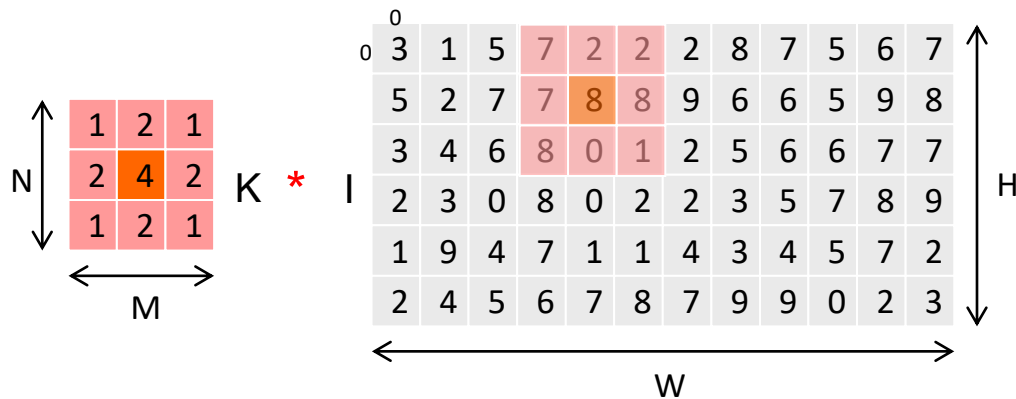 0
0 3 1 5 7 2 2 2 8 7 5 6 7
5 2 7 7 8 8 9 6 6 5 9 8
1 2 1
3 4 6 8 0 1 2 5 6 6 7 7
N 2 4 2 K * I H
2 3 0 8 0 2 2 3 5 7 8 9
1 2 1
1 9 4 7 1 1 4 3 4 5 7 2
M
2 4 5 6 7 8 7 9 9 0 2 3
W